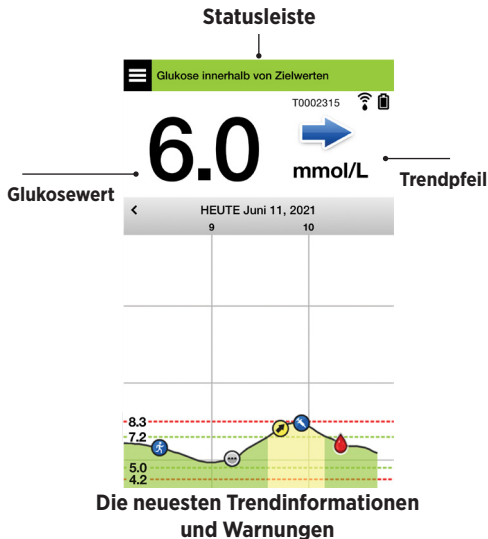 Statusleiste
Glukose innerhalb von Zielwerten
T0002315
6.0
mmol/L
Glukosewert
Trendpfeil
HEUTE Juni 11, 2021
9 10
8.3
7.2
5.0
4.2
Die neuesten Trendinformationen
und Warnungen